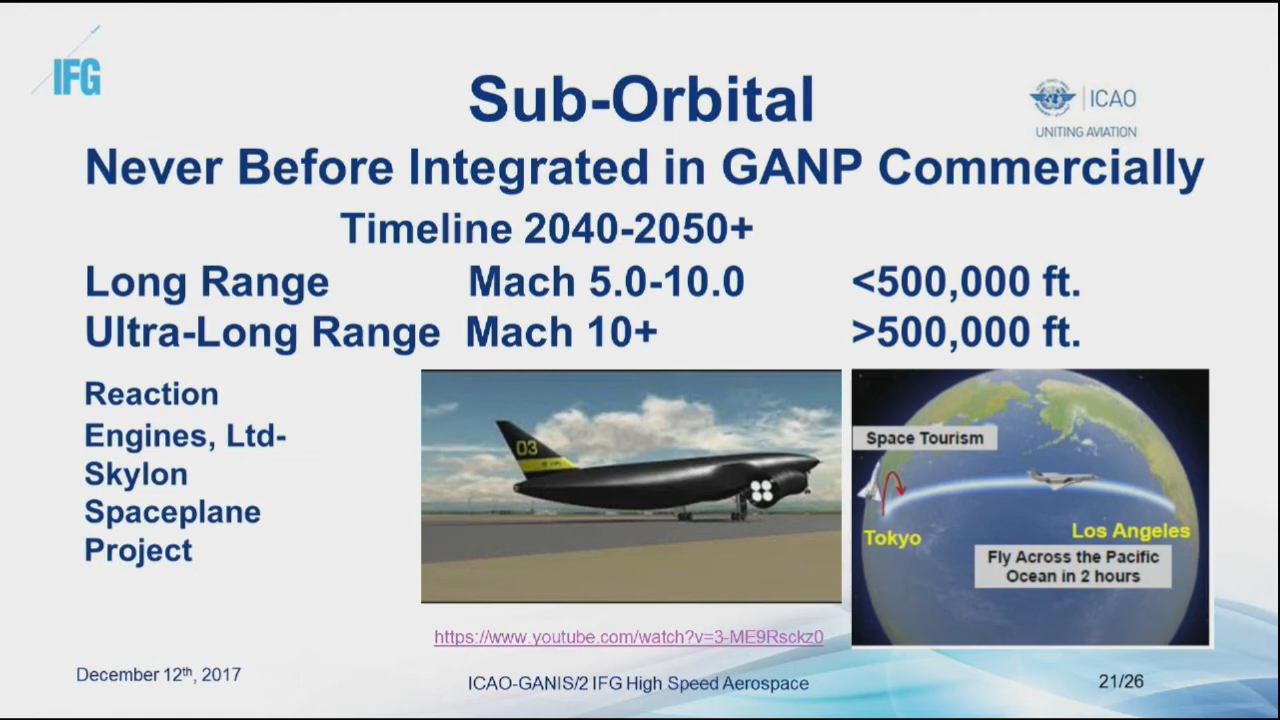 IFG
Sub-Orbital
ICAO
UNITING AVIATION
Never Before Integrated in GANP Commercially
Timeline 2040-2050+
Long Range Mach 5.0-10.0 <500,000 ft.
Ultra-Long Range Mach 10+ >500,000 ft.
Reaction
Engines, Ltd-
Skylon
Spaceplane
Project
03
Space Tourism
Tokyo
Los Angeles
Fly Across the Pacific
Ocean in 2 hours
https://www.youtube.com/watch?v=3-ME9Rsckz0
December 12th, 2017
ICAO-GANIS/2 IFG High Speed Aerospace
21/26